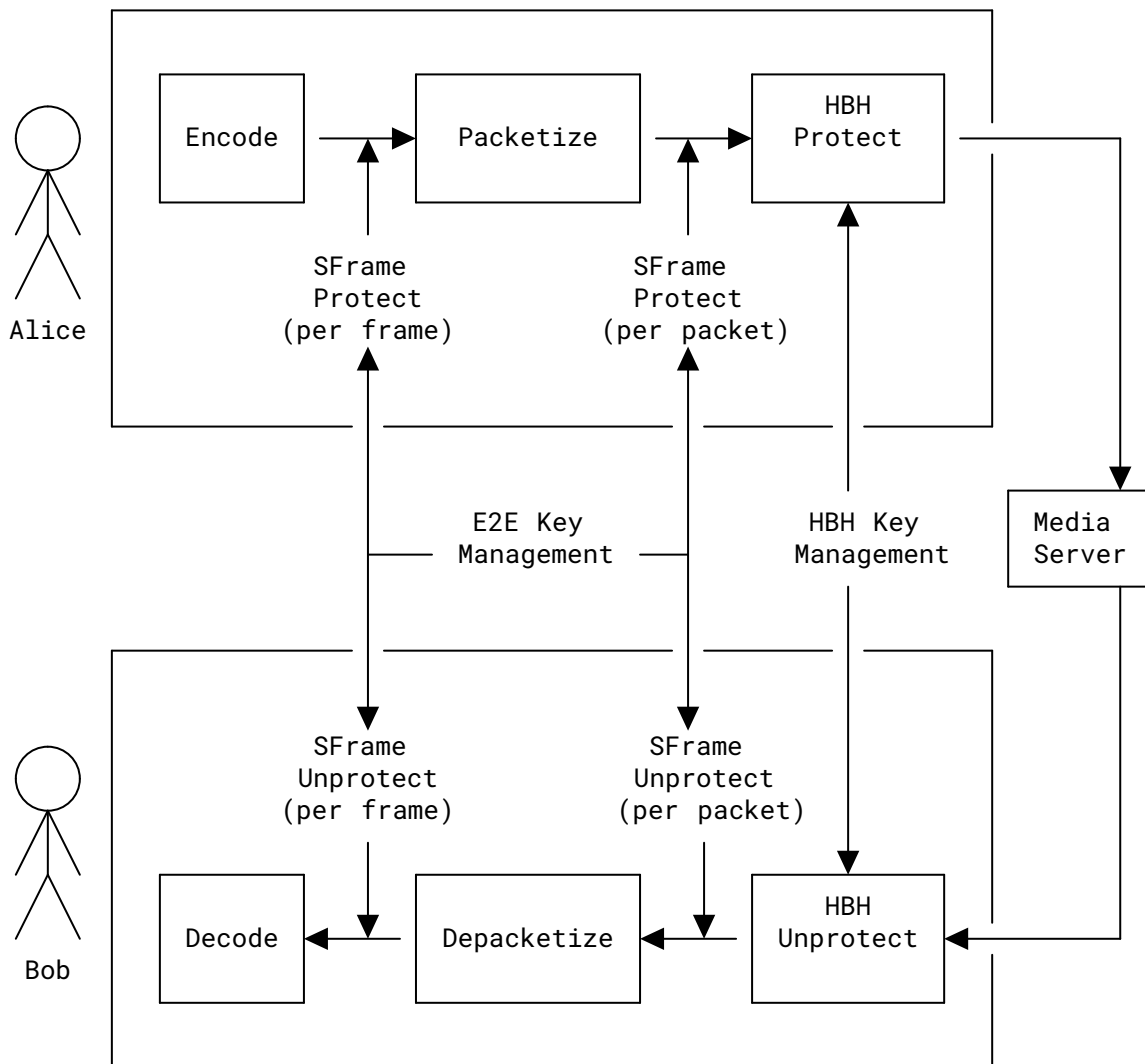 Encode
Packetize
HBH
Protect
SFrame
Protect
(per frame)
SFrame
Protect
(per packet)
Alice
E2E Key
Management
HBH Key
Management
Media
Server
SFrame
Unprotect
(per frame)
SFrame
Unprotect
(per packet)
Decode
Depacketize
HBH
Unprotect
Bob